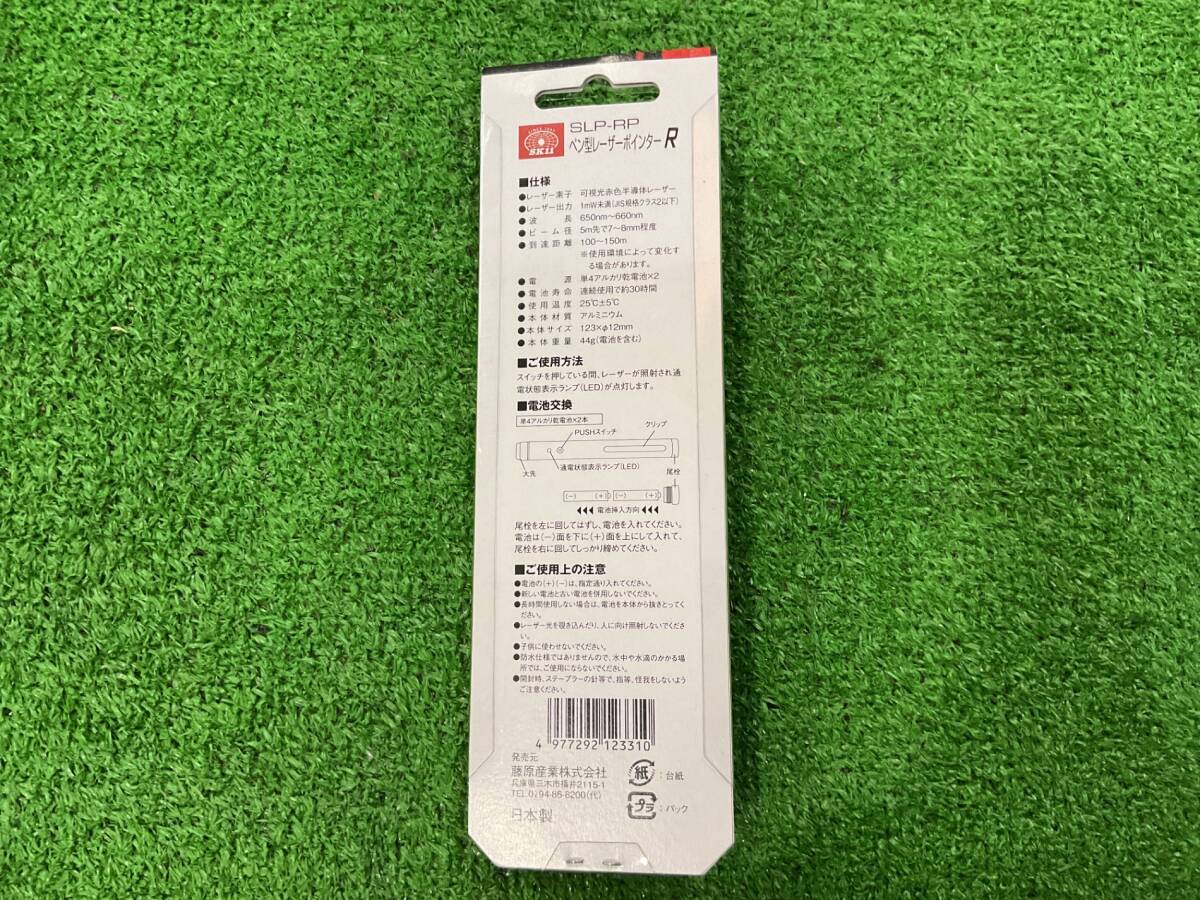 SINCE 1927
SK11
SLP-RP
ペン型レーザーポインターR
■仕様
●レーザー素子 可視光赤色半導体レーザー
●レーザー出力 1mW未満(JIS規格クラス2以下)
●波長 650nm～660nm
●ビーム径 5m先で7～8mm程度
●到達距離 100～150m
※使用環境によって変化す
る場合があります。
●電源 単4アルカリ乾電池×2
●電池寿命 連続使用で約30時間
●使用温度 25℃±5℃
●本体材質 アルミニウム
●本体サイズ 123×φ12mm
●本体重量 44g(電池を含む)
■ご使用方法
スイッチを押している間、レーザーが照射され通
電状態表示ランプ(LED)が点灯します。
■電池交換
単4アルカリ乾電池×2本
クリップ
PUSHスイッチ
通電状態表示ランプ(LED)
大先
尾栓
(−) (+) (−) (+)
◀◀◀ 電池挿入方向 ◀◀◀
尾栓を左に回してはずし、電池を入れてください。
電池は(−)面を下に(+)面を上にして入れて、
尾栓を右に回してしっかり締めてください。
■ご使用上の注意
●電池の(+)(−)は、指定通り入れてください。
●新しい電池と古い電池を併用しないでください。
●長時間使用しない場合は、電池を本体から抜きとってく
ださい。
●レーザー光を覗き込んだり、人に向け照射しないでくださ
い。
●子供に使わせないでください。
●防水仕様ではありませんので、水中や水滴のかかる場
所では、ご使用にならないでください。
●開封時、ステープラーの針等で、指等、怪我をしないよう
ご注意ください。
4 977292 123310
発売元
藤原産業株式会社
兵庫県三木市福井2115-1
TEL.0794-86-8200(代)
日本製
紙:台紙
プラ:パック